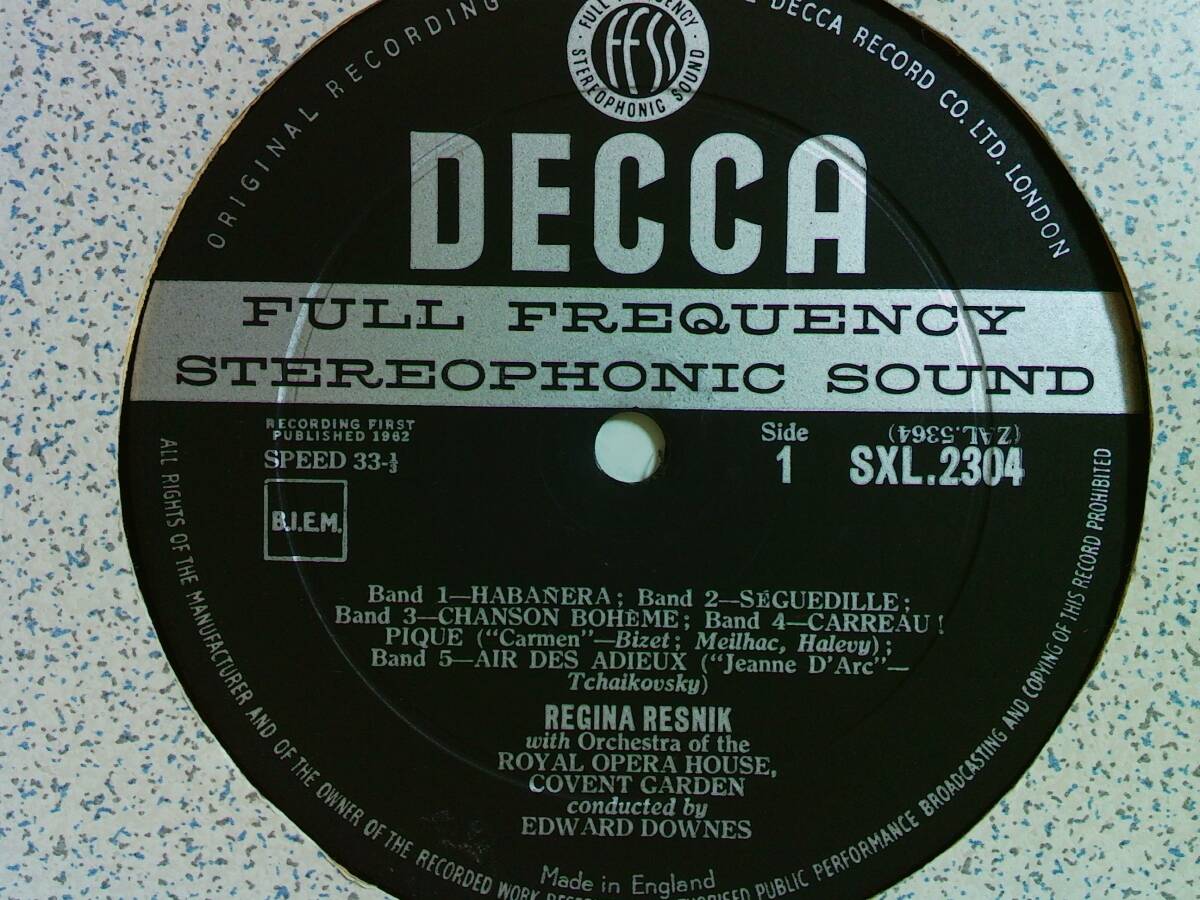 ORIGINAL RECORDING
DECCA RECORD CO. LTD. LONDON
FULL FREQUENCY
STEREOPHONIC SOUND
FFSS
DECCA
FULL FREQUENCY
STEREOPHONIC SOUND
RECORDING FIRST
PUBLISHED 1962
SPEED 33-⅓
B.I.E.M.
Side
1
(ZAL.5364)
SXL.2304
Band 1—HABAÑERA; Band 2—SÉGUEDILLE;
Band 3—CHANSON BOHÈME; Band 4—CARREAU!
PIQUE ("Carmen"—Bizet; Meilhac, Halevy);
Band 5—AIR DES ADIEUX ("Jeanne D'Arc"—
Tchaikovsky)
REGINA RESNIK
with Orchestra of the
ROYAL OPERA HOUSE,
COVENT GARDEN
conducted by
EDWARD DOWNES
Made in England
ALL RIGHTS OF THE MANUFACTURER AND OF THE OWNER OF THE RECORDED WORK
PUBLIC PERFORMANCE BROADCASTING AND COPYING OF THIS RECORD PROHIBITED